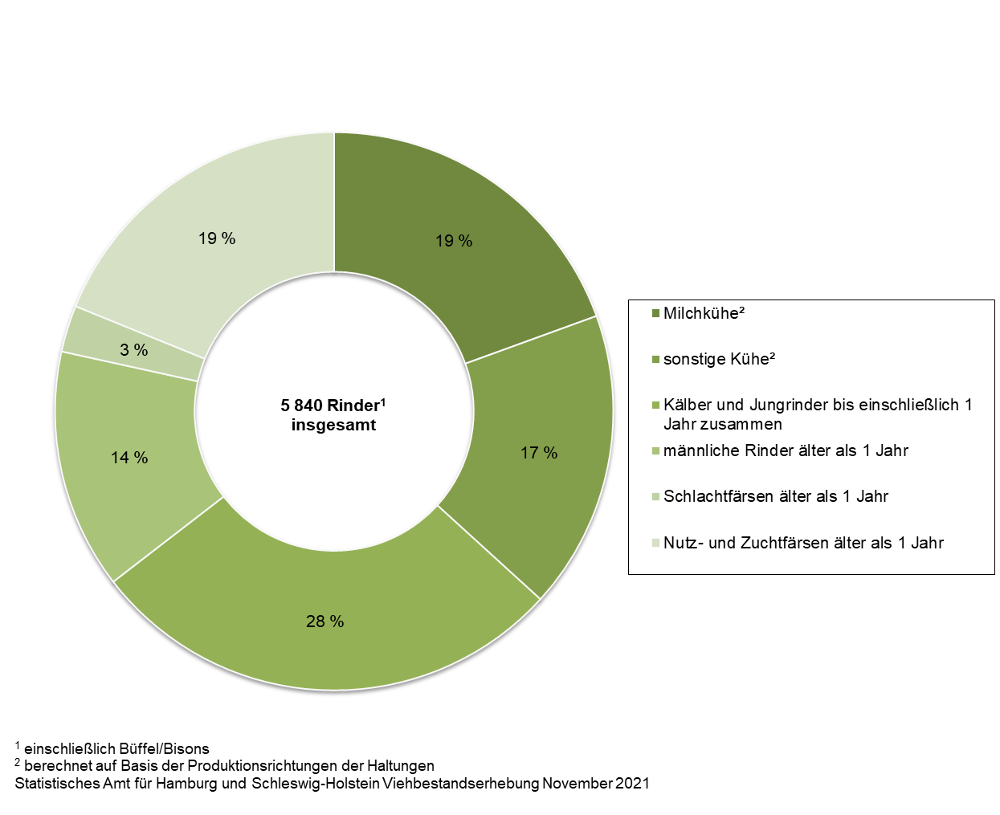 19 %
19 %
3 %
5 840 Rinder¹
insgesamt
17 %
14 %
28 %
Milchkühe²
sonstige Kühe²
Kälber und Jungrinder bis einschließlich 1
Jahr zusammen
männliche Rinder älter als 1 Jahr
Schlachtfärsen älter als 1 Jahr
Nutz- und Zuchtfärsen älter als 1 Jahr
¹ einschließlich Büffel/Bisons
² berechnet auf Basis der Produktionsrichtungen der Haltungen
Statistisches Amt für Hamburg und Schleswig-Holstein Viehbestandserhebung November 2021